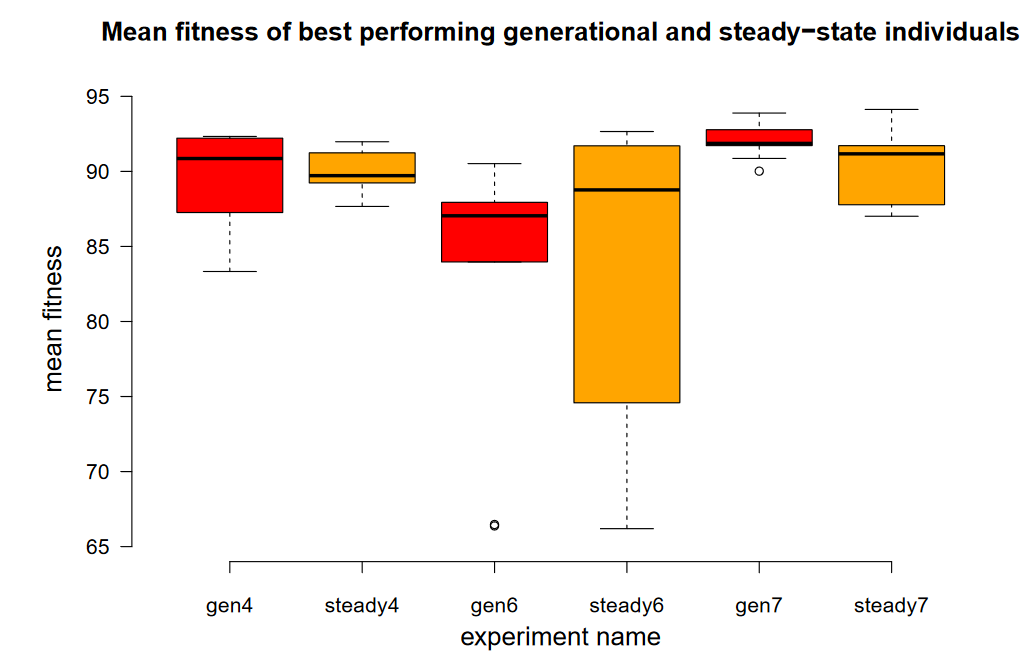 Mean fitness of best performing generational and steady−state individuals
95
90
85
80
75
70
65
mean fitness
gen4 steady4 gen6 steady6 gen7 steady7
experiment name